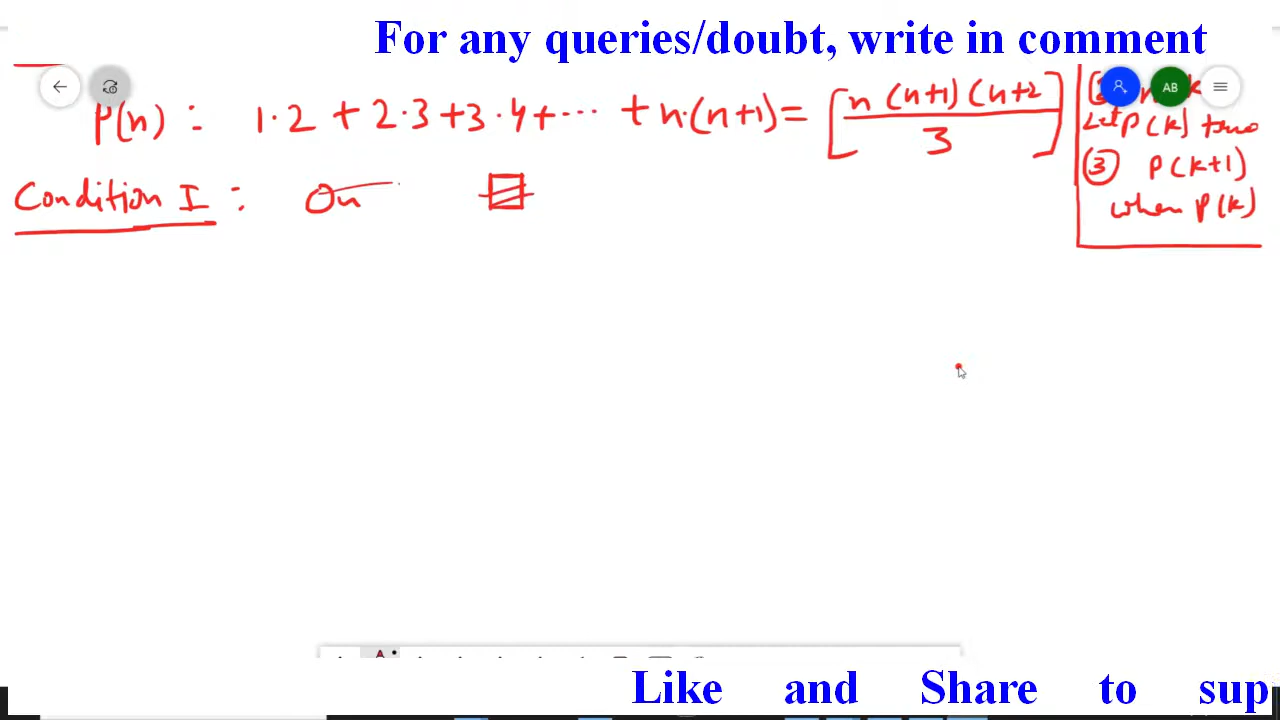 For any queries/doubt, write in comment
P(n) : 1·2 + 2·3 + 3·4 + ··· + n·(n+1) = [n (n+1) (n+2) / 3]
Condition I : On
AB
Let P(k) true
③ P(k+1)
when P(k)
Like and Share to sup